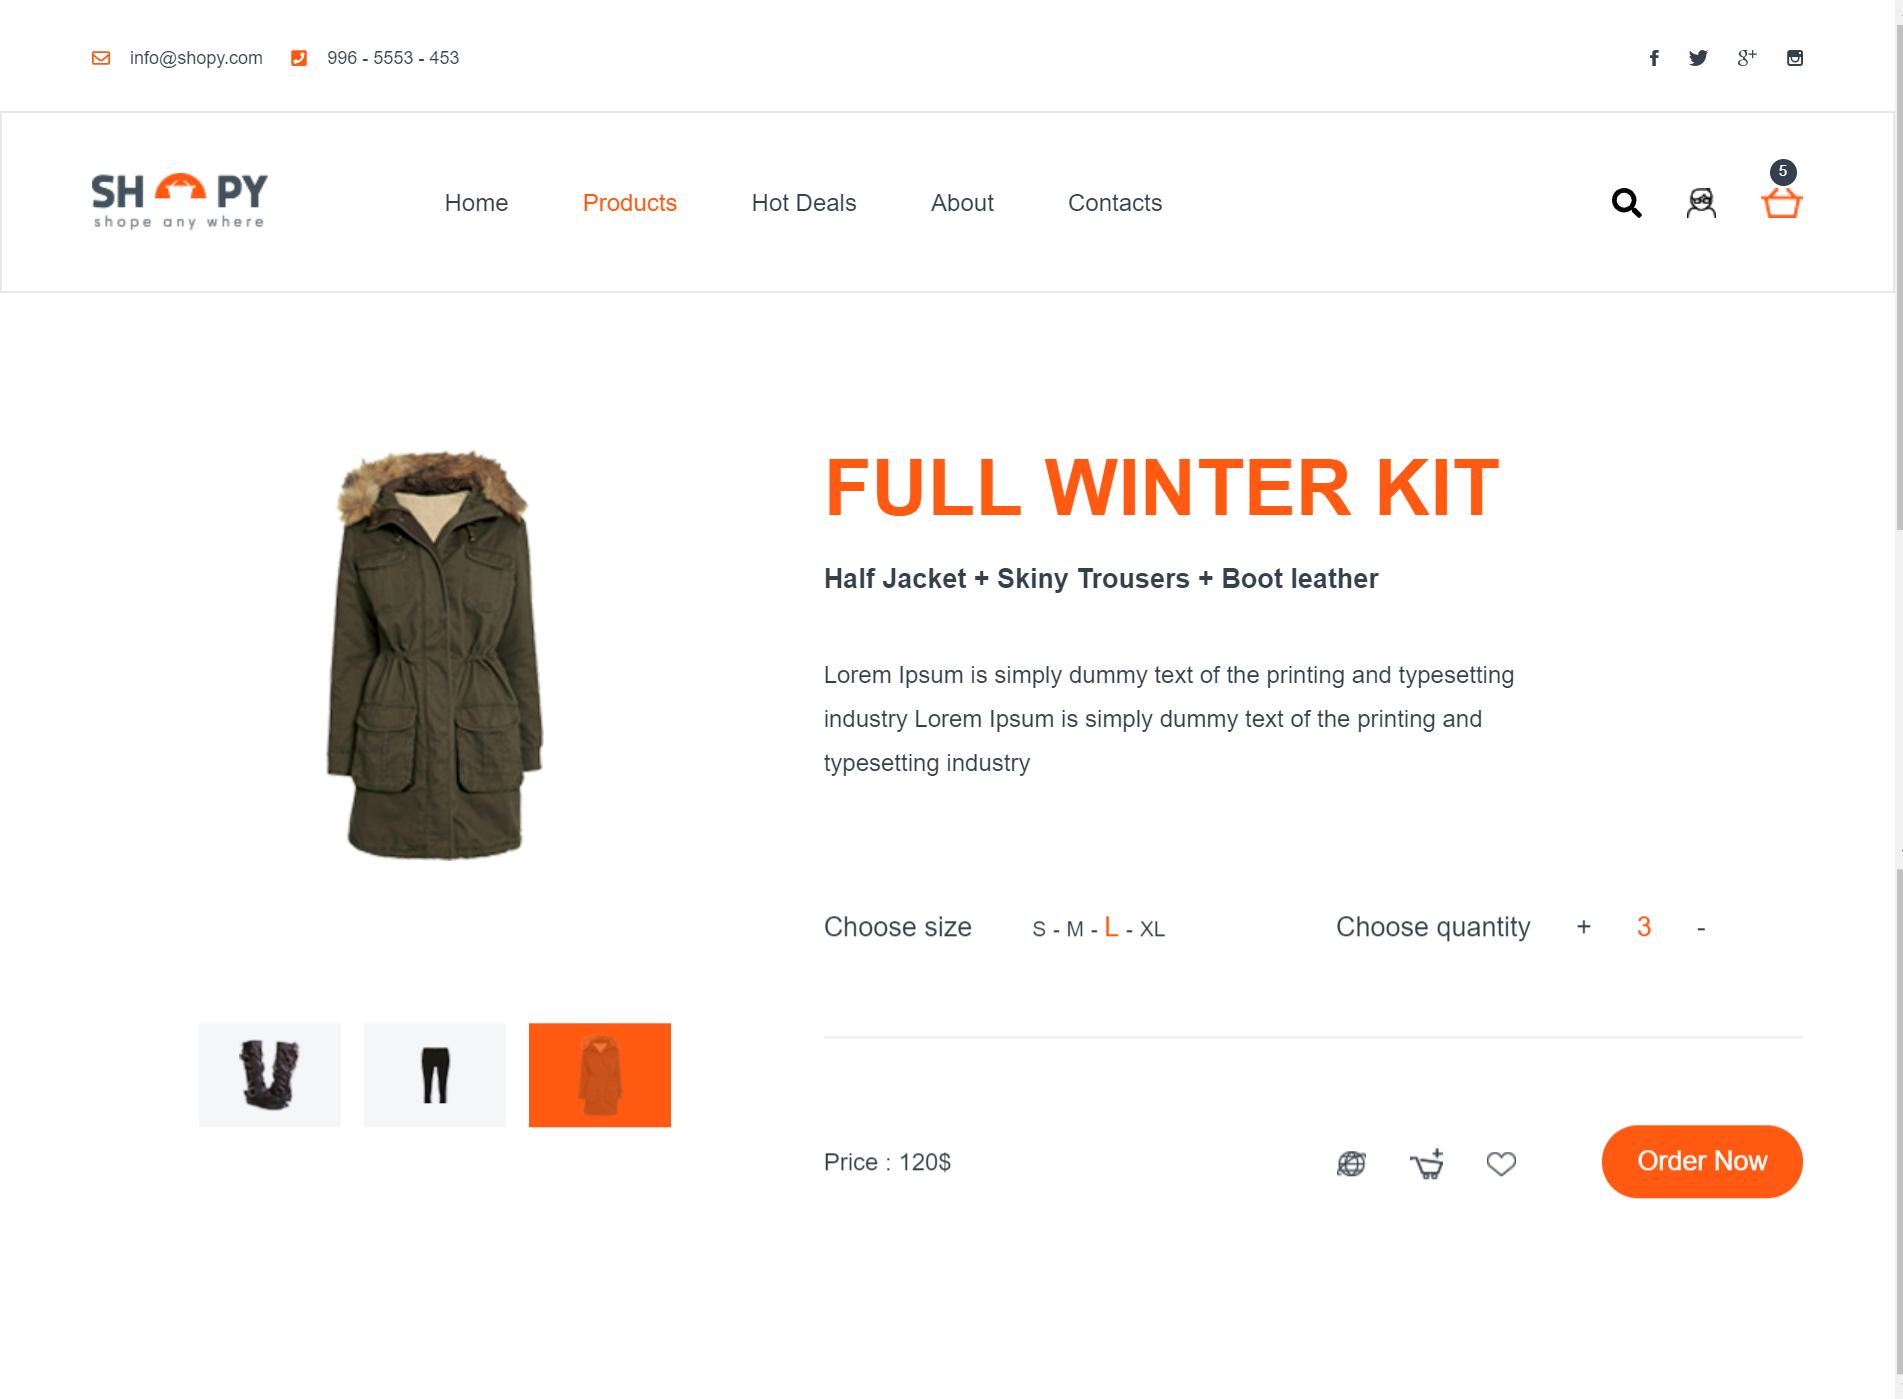 info@shopy.com 996 - 5553 - 453
SH PY
shope any where
Home Products Hot Deals About Contacts
5
FULL WINTER KIT
Half Jacket + Skiny Trousers + Boot leather
Lorem Ipsum is simply dummy text of the printing and typesetting
industry Lorem Ipsum is simply dummy text of the printing and
typesetting industry
Choose size S - M - L - XL Choose quantity + 3 -
Price : 120$ Order Now